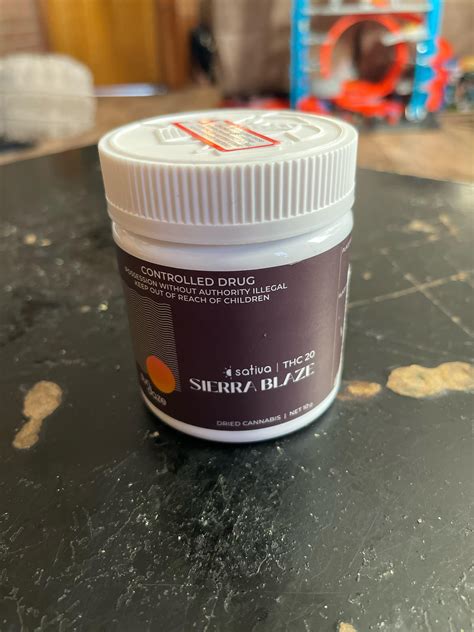 CONTROLLED DRUG
POSSESSION WITHOUT AUTHORITY ILLEGAL
KEEP OUT OF REACH OF CHILDREN
sativa | THC 20
SIERRA BLAZE
DRIED CANNABIS | NET 10g